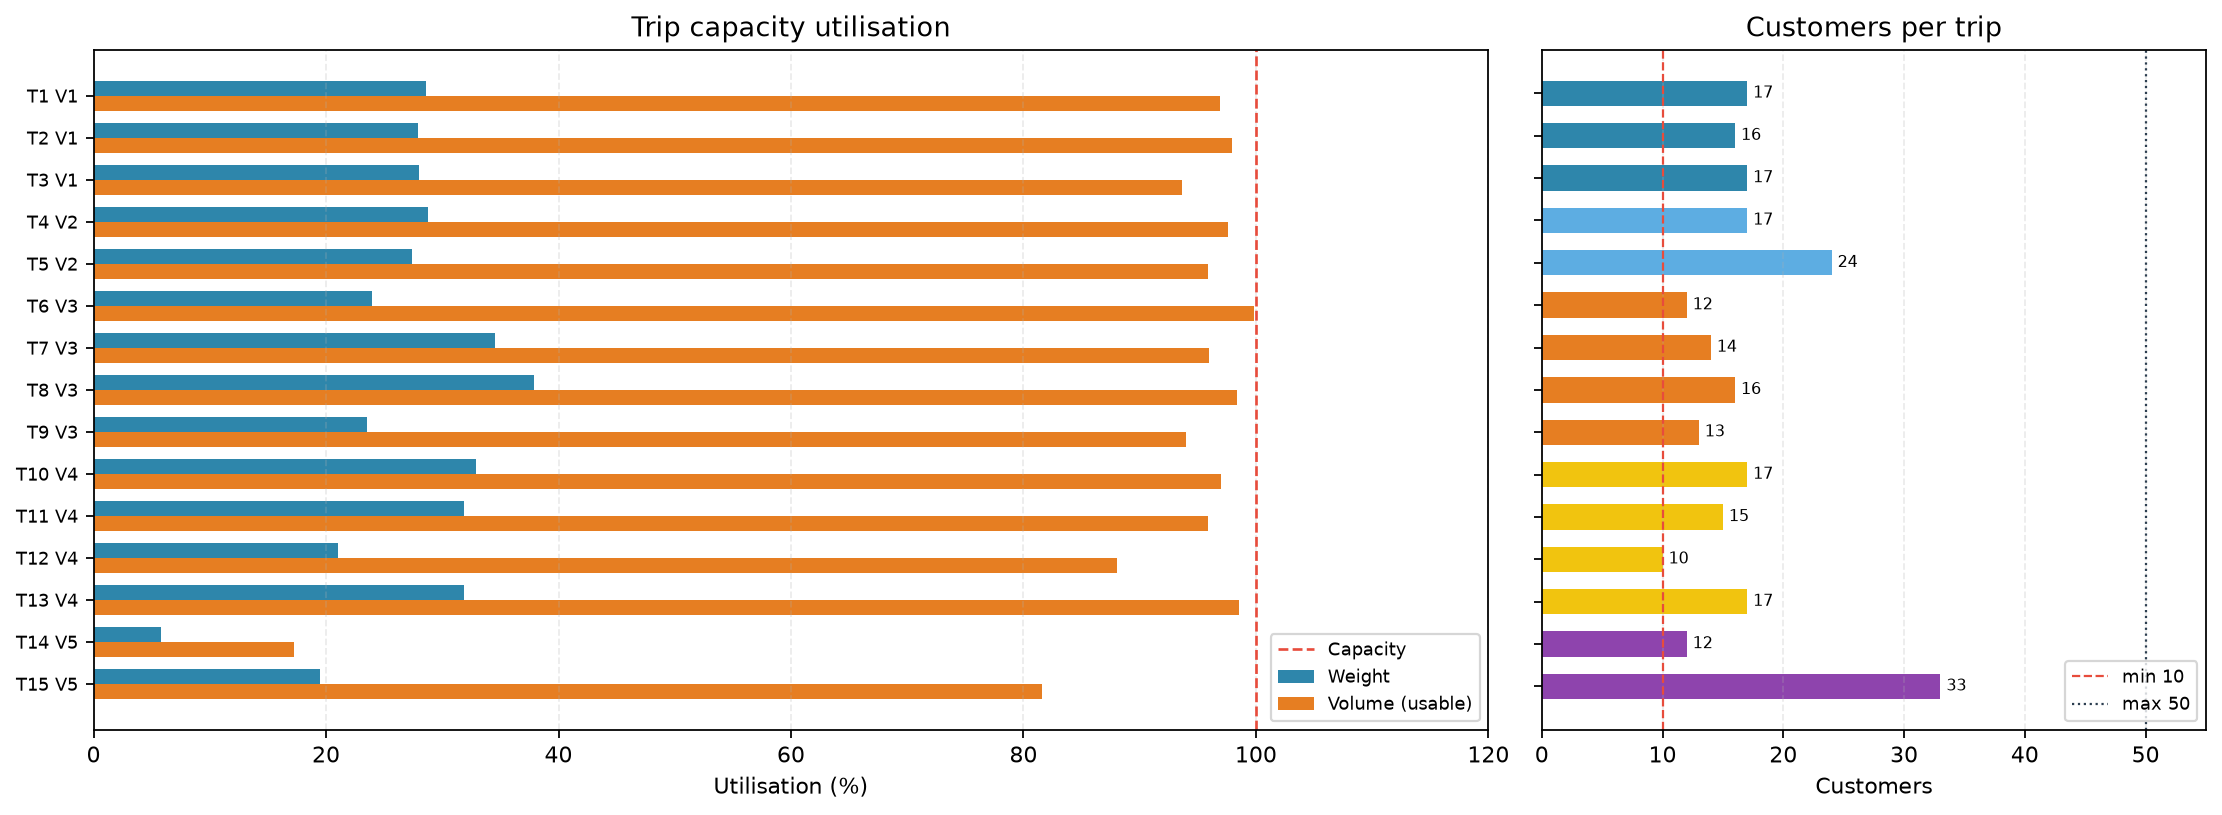 Trip capacity utilisation
T1 V1
T2 V1
T3 V1
T4 V2
T5 V2
T6 V3
T7 V3
T8 V3
T9 V3
T10 V4
T11 V4
T12 V4
T13 V4
T14 V5
T15 V5
Capacity
Weight
Volume (usable)
0 20 40 60 80 100 120
Utilisation (%)
Customers per trip
17
16
17
17
24
12
14
16
13
17
15
10
17
12
33
min 10
max 50
0 10 20 30 40 50
Customers